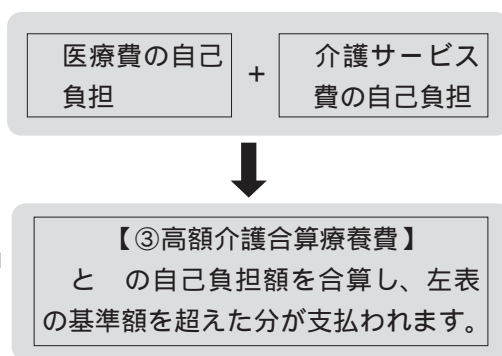 医療費の自己
負担
+
介護サービス
費の自己負担
【③高額介護合算療養費】
と　の自己負担額を合算し、左表
の基準額を超えた分が支払われます。